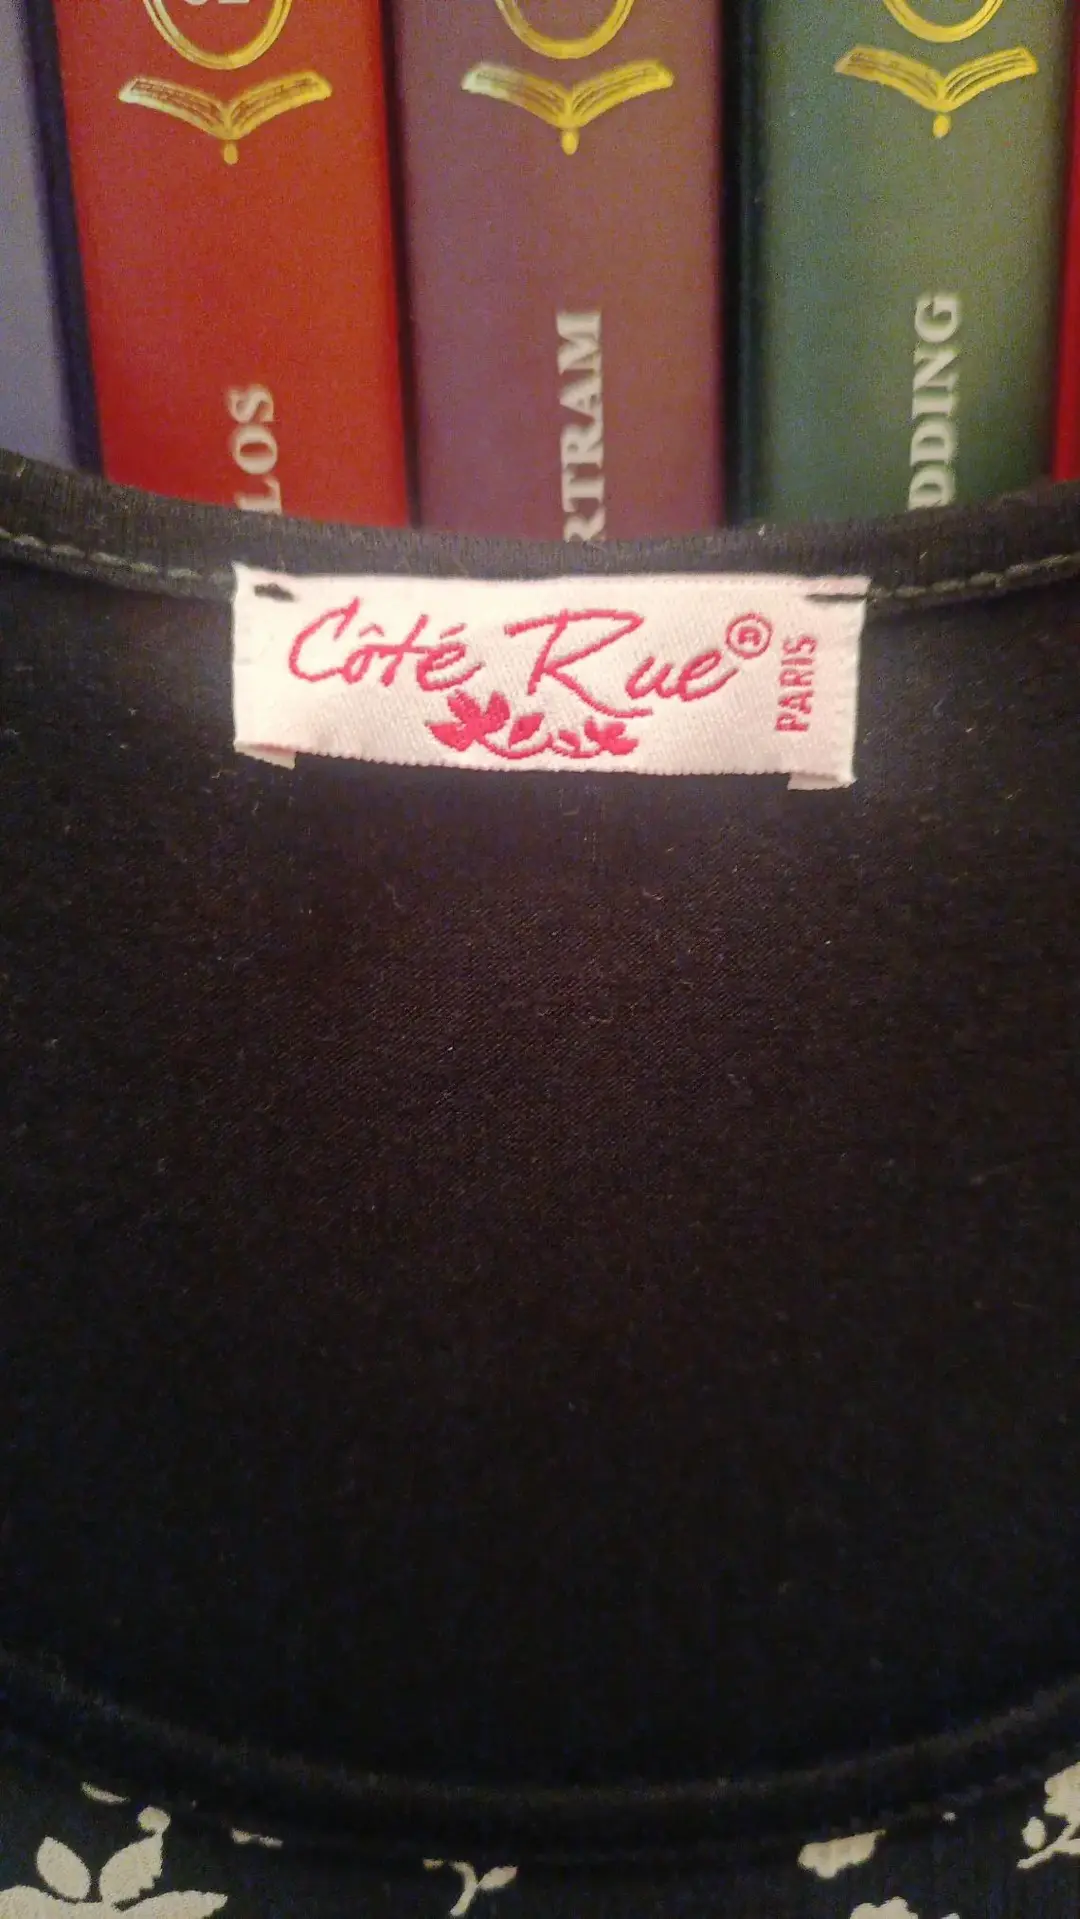 LOS
RTRAM
DDING
Côté Rue®
PARIS